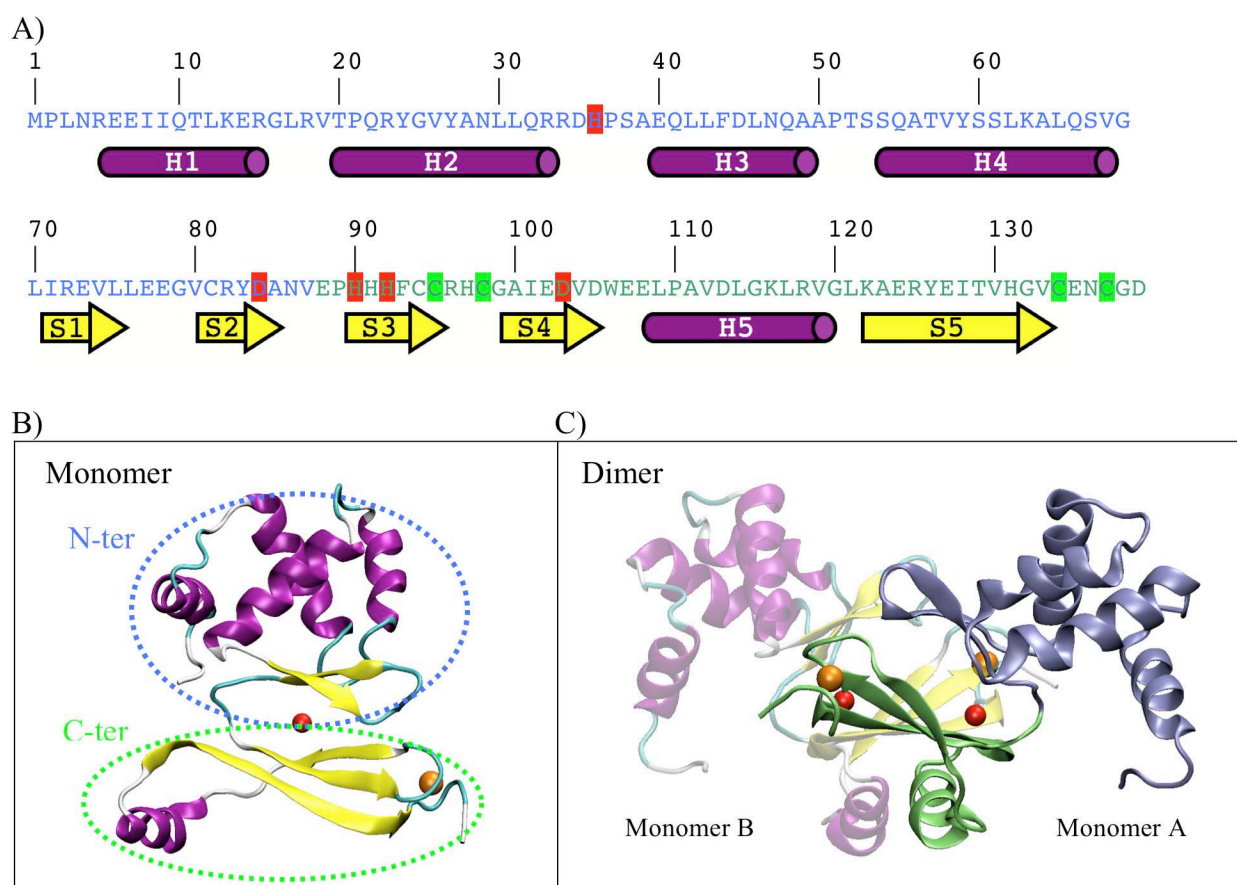 A)
1 10 20 30 40 50 60
MPLNREEIIQTLKERGLRVTPQRYGVYANLLQRRDHPSAEQLLFDLNQAAPTSSQATVYSSLKALQSVG
H1 H2 H3 H4
70 80 90 100 110 120 130
LIREVLLEEGVCRYDANVEPHHHFCCRHCGAIEDVDWEELPAVDLGKLRVGLKAERYEITVHGVCENCGD
S1 S2 S3 S4 H5 S5
B) C)
Monomer Dimer
N-ter
C-ter
Monomer B Monomer A